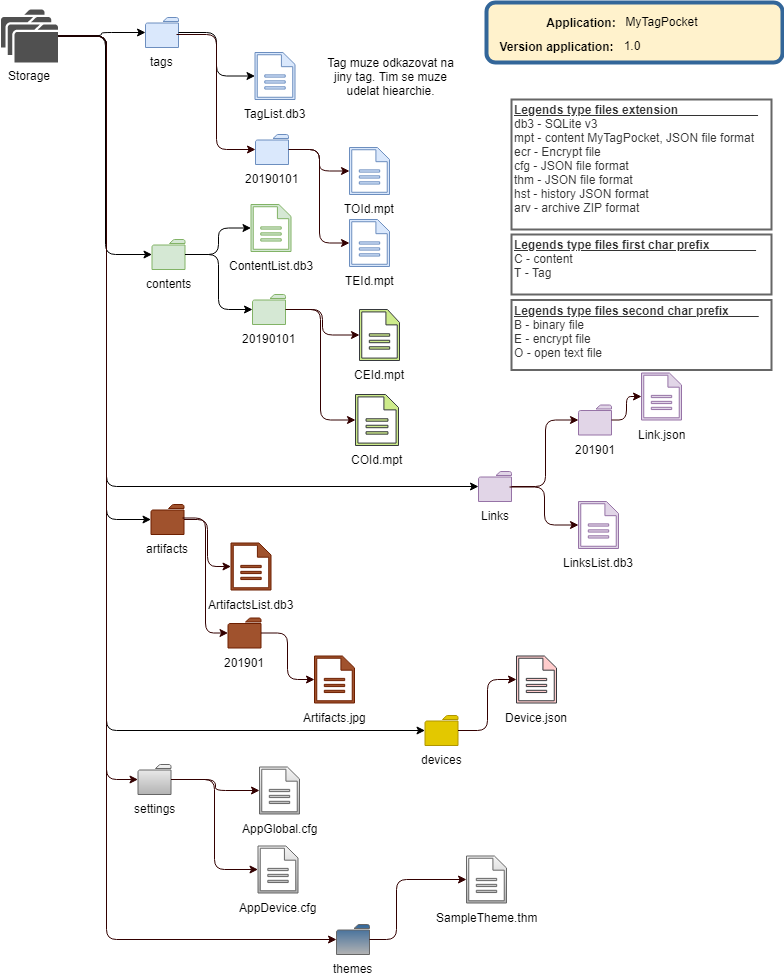 Application: MyTagPocket
Version application: 1.0
Storage
tags
Tag muze odkazovat na
jiny tag. Tim se muze
udelat hiearchie.
TagList.db3
Legends type files extension
db3 - SQLite v3
mpt - content MyTagPocket, JSON file format
ecr - Encrypt file
cfg - JSON file format
thm - JSON file format
hst - history JSON format
arv - archive ZIP format
20190101
TOId.mpt
TEId.mpt
Legends type files first char prefix
C - content
T - Tag
ContentList.db3
contents
Legends type files second char prefix
B - binary file
E - encrypt file
O - open text file
20190101
CEId.mpt
COId.mpt
Link.json
201901
Links
LinksList.db3
artifacts
ArtifactsList.db3
201901
Artifacts.jpg
Device.json
devices
settings
AppGlobal.cfg
AppDevice.cfg
SampleTheme.thm
themes